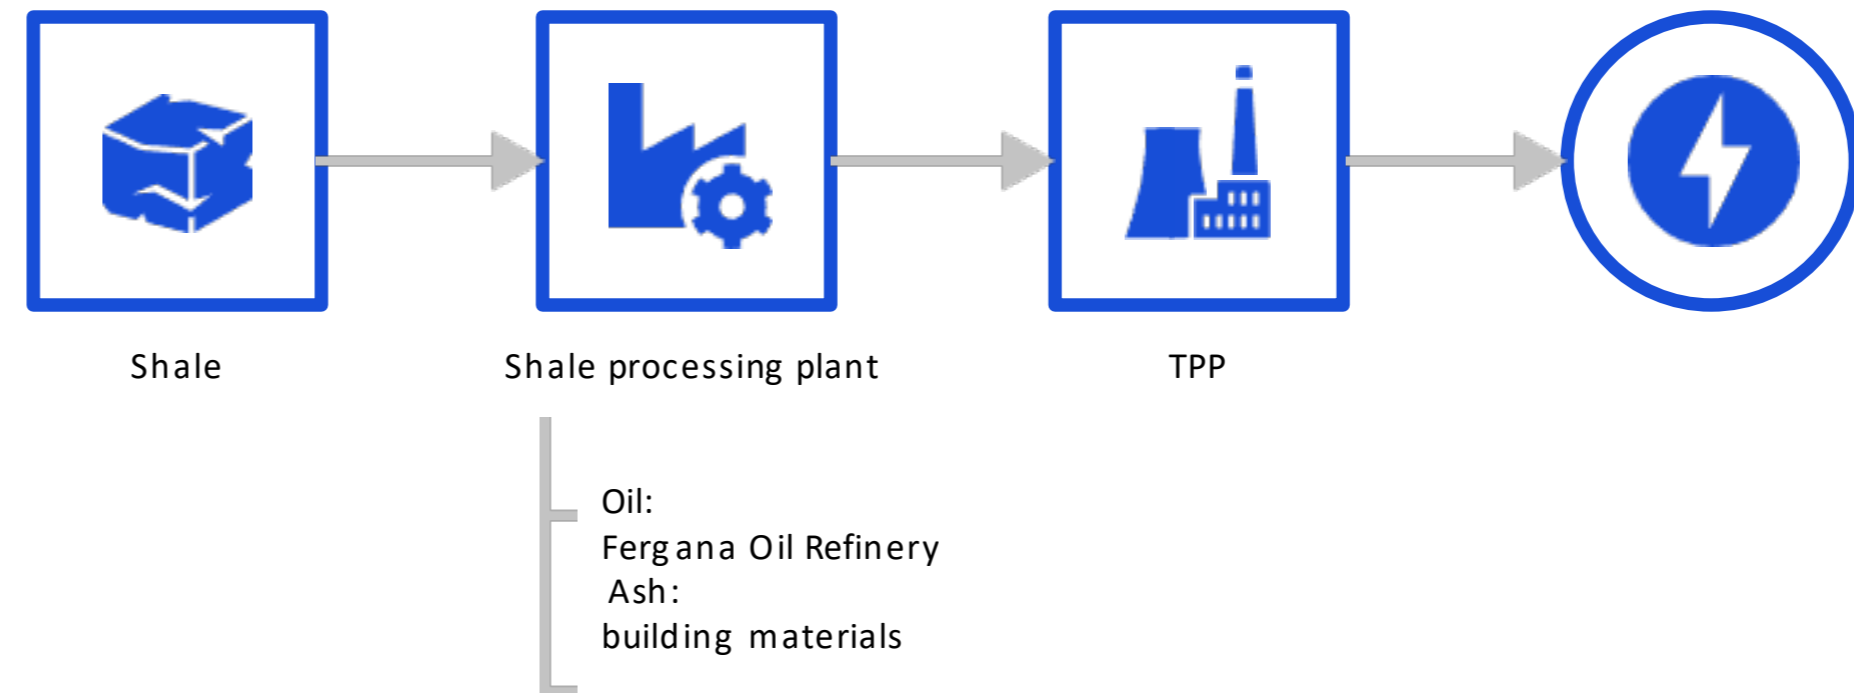 Shale
Shale processing plant
TPP
Oil:
Fergana Oil Refinery
Ash:
building materials